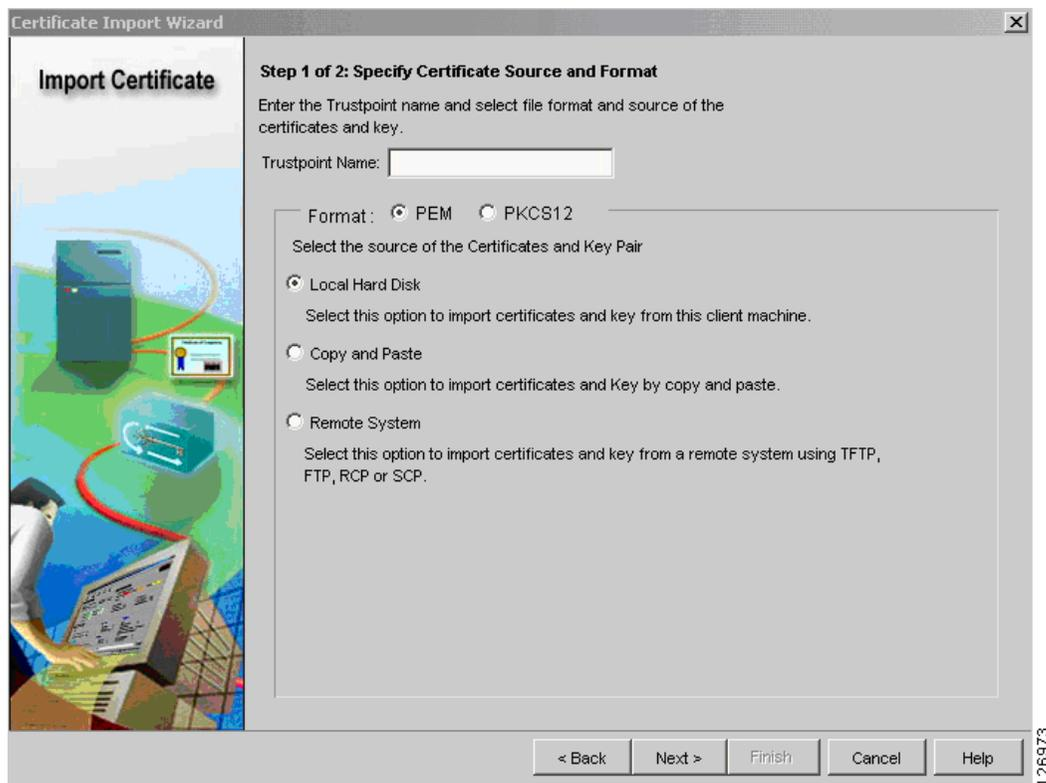 Certificate Import Wizard
Import Certificate
Step 1 of 2: Specify Certificate Source and Format
Enter the Trustpoint name and select file format and source of the
certificates and key.
Trustpoint Name:
Format : PEM PKCS12
Select the source of the Certificates and Key Pair
Local Hard Disk
Select this option to import certificates and key from this client machine.
Copy and Paste
Select this option to import certificates and Key by copy and paste.
Remote System
Select this option to import certificates and key from a remote system using TFTP,
FTP, RCP or SCP.
< Back Next > Finish Cancel Help
126973